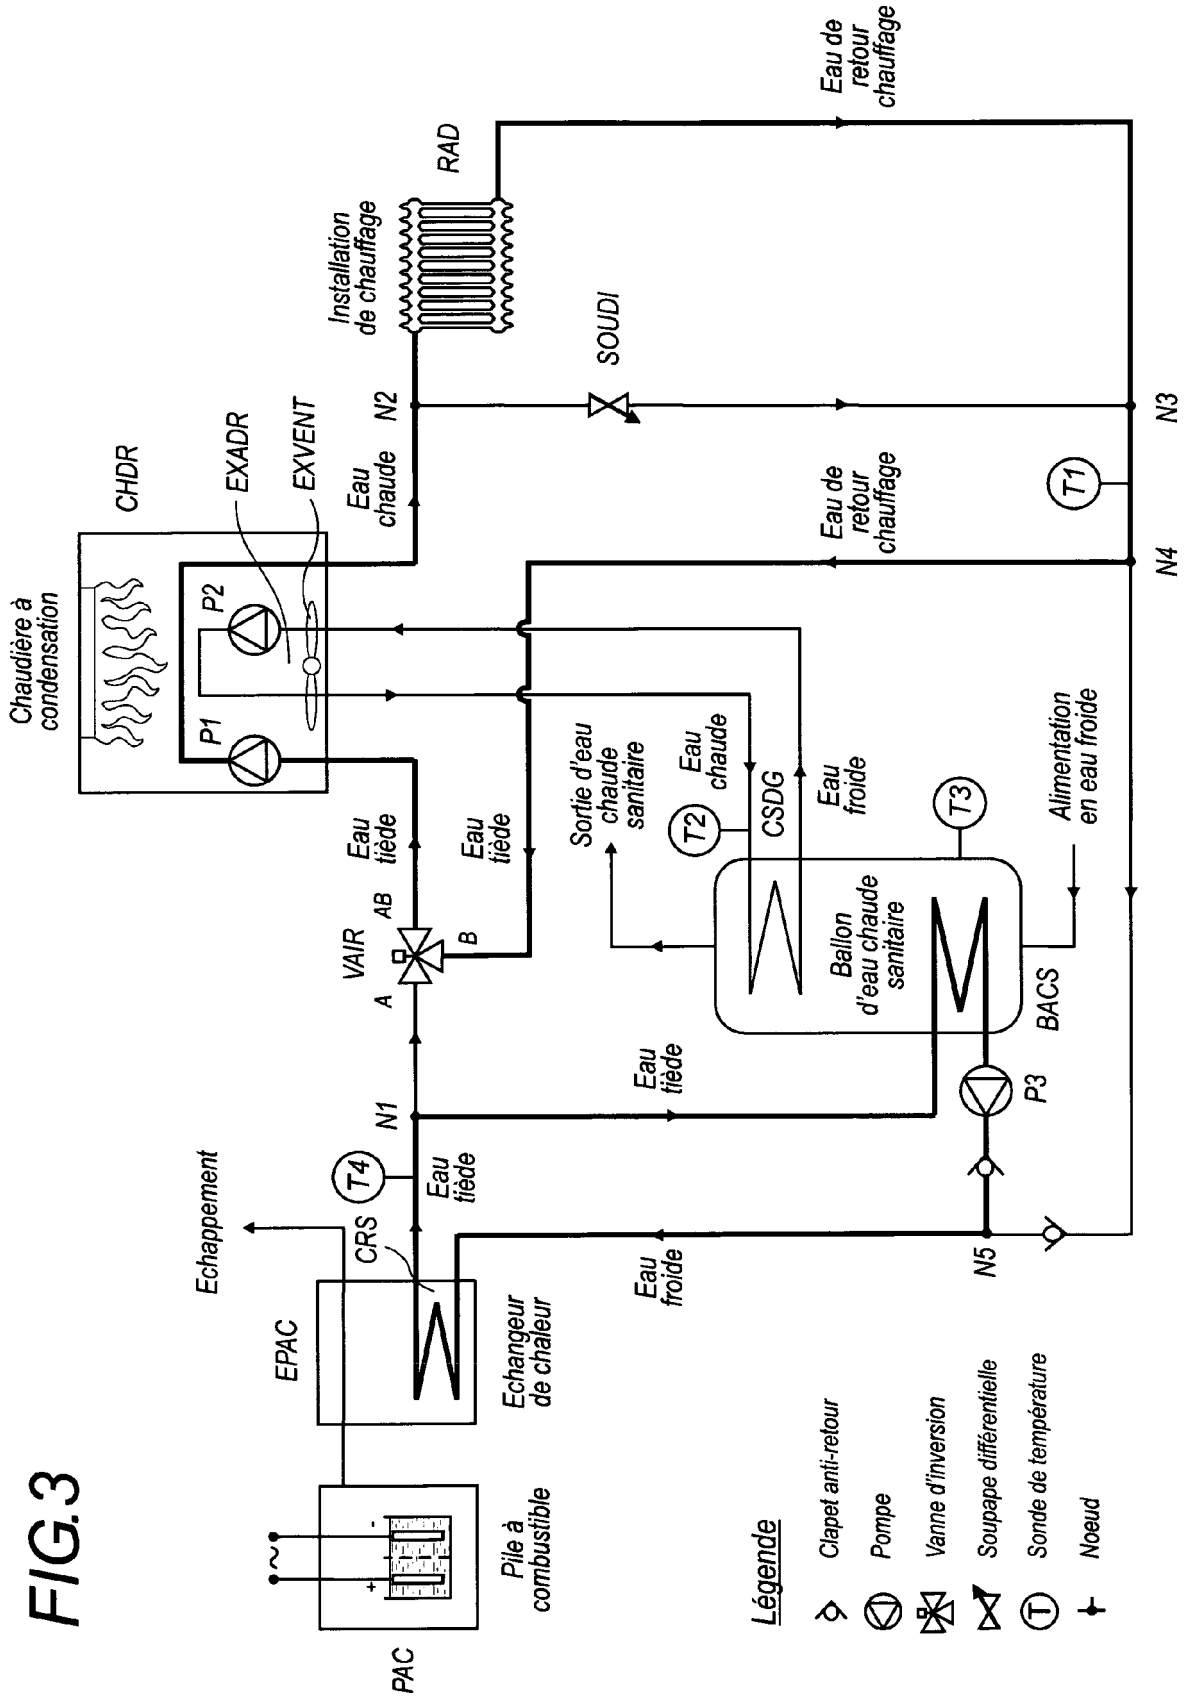 FIG.3
Chaudière à
condensation
CHDR
P1
P2
EXADR
EXVENT
Echappement
EPAC
CRS
Echangeur
de chaleur
PAC
+
-
~
Pile à
combustible
T4
Eau
tiède
N1
A
VAIR
AB
B
Eau
tiède
Eau
tiède
Eau
chaude
N2
Installation
de chauffage
RAD
SOUDI
Eau de
retour
chauffage
Eau de
retour
chauffage
Eau
tiède
Sortie d'eau
chaude
sanitaire
T2
Eau
chaude
CSDG
Eau
froide
Ballon
d'eau chaude
sanitaire
T3
BACS
Alimentation
en eau froide
P3
Eau
froide
N5
N4
T1
N3
Légende
Clapet anti-retour
Pompe
Vanne d'inversion
Soupape différentielle
T
Sonde de température
Noeud